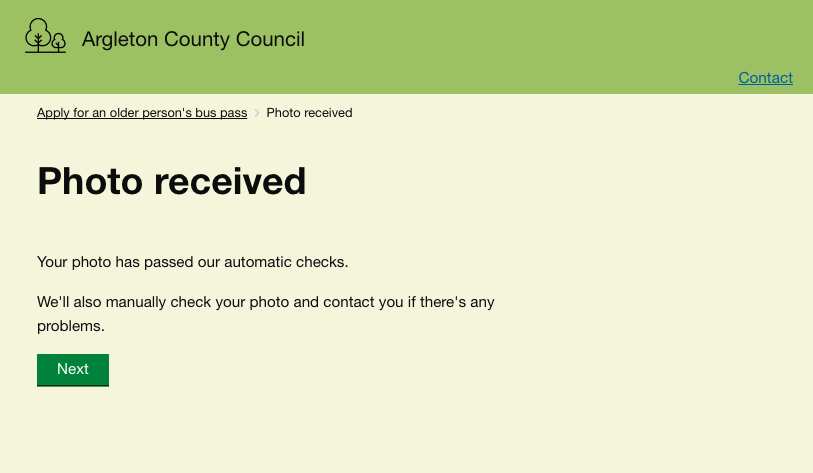 Argleton County Council
Contact
Apply for an older person's bus pass > Photo received
Photo received
Your photo has passed our automatic checks.
We'll also manually check your photo and contact you if there's any
problems.
Next